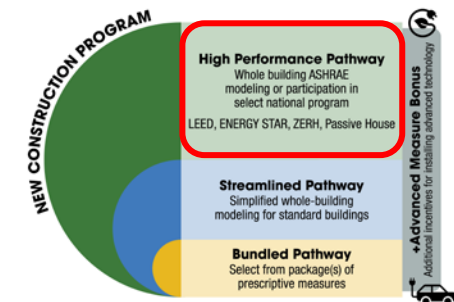 NEW CONSTRUCTION PROGRAM
High Performance Pathway
Whole building ASHRAE
modeling or participation in
select national program
LEED, ENERGY STAR, ZERH, Passive House
Streamlined Pathway
Simplified whole-building
modeling for standard buildings
Bundled Pathway
Select from package(s) of
prescriptive measures
+Advanced Measure Bonus
Additional incentives for installing advanced technology